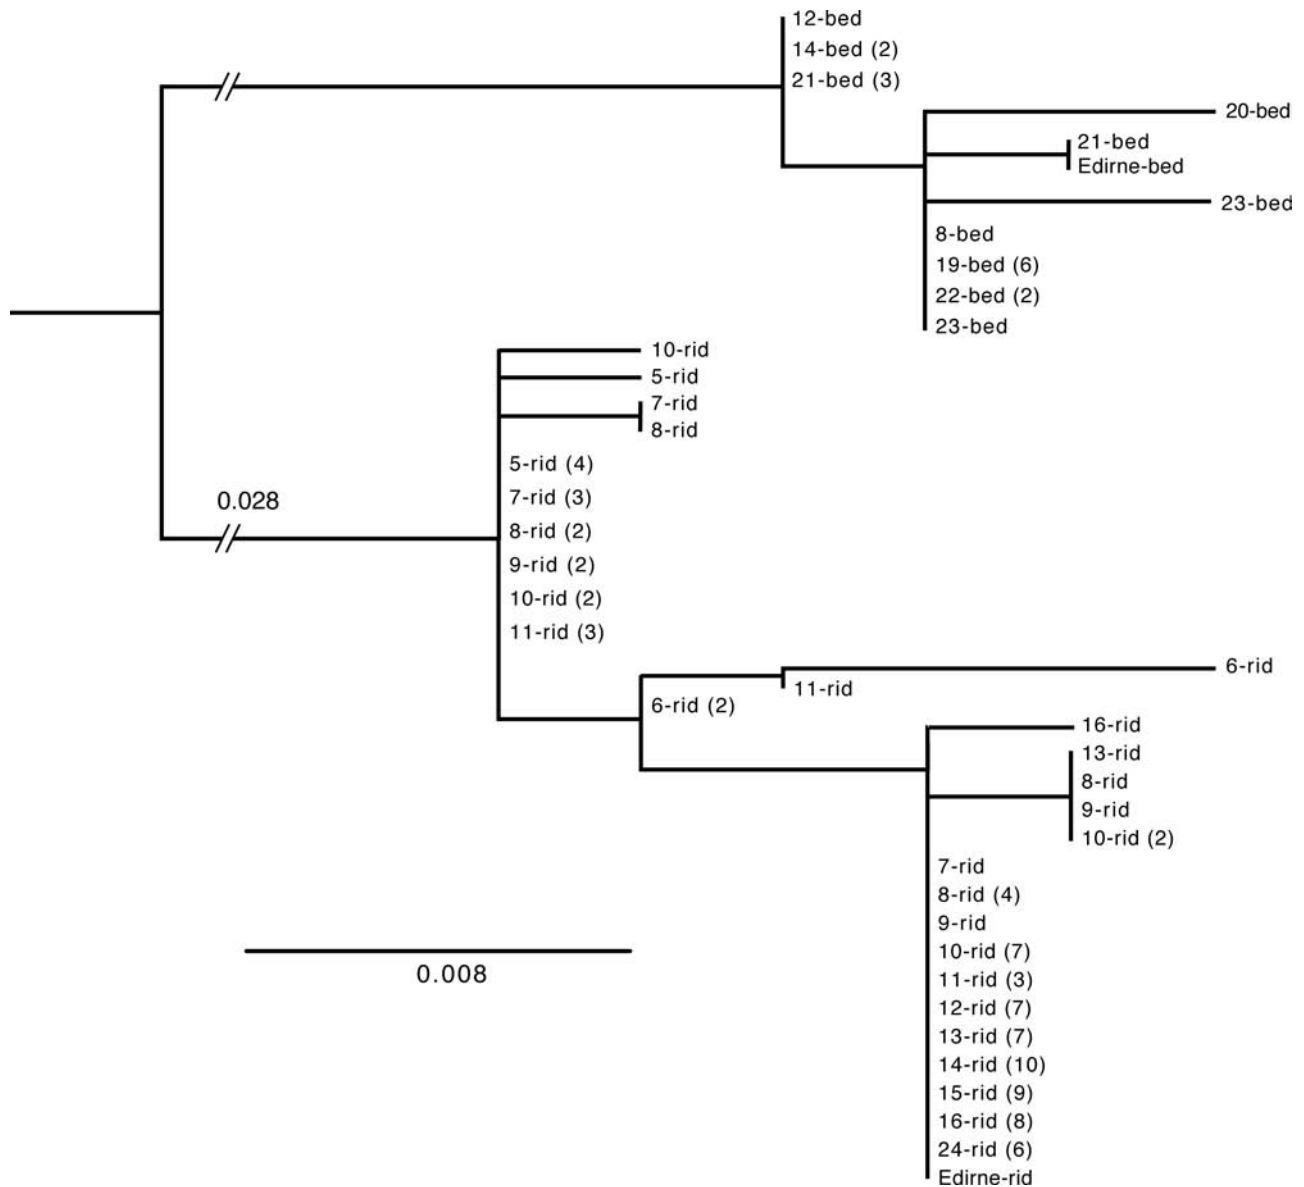 12-bed
14-bed (2)
21-bed (3)
20-bed
21-bed
Edirne-bed
23-bed
8-bed
19-bed (6)
22-bed (2)
23-bed
10-rid
5-rid
7-rid
8-rid
5-rid (4)
7-rid (3)
0.028
8-rid (2)
9-rid (2)
10-rid (2)
11-rid (3)
6-rid
11-rid
6-rid (2)
16-rid
13-rid
8-rid
9-rid
10-rid (2)
7-rid
8-rid (4)
9-rid
10-rid (7)
11-rid (3)
12-rid (7)
13-rid (7)
14-rid (10)
15-rid (9)
16-rid (8)
24-rid (6)
Edirne-rid
0.008